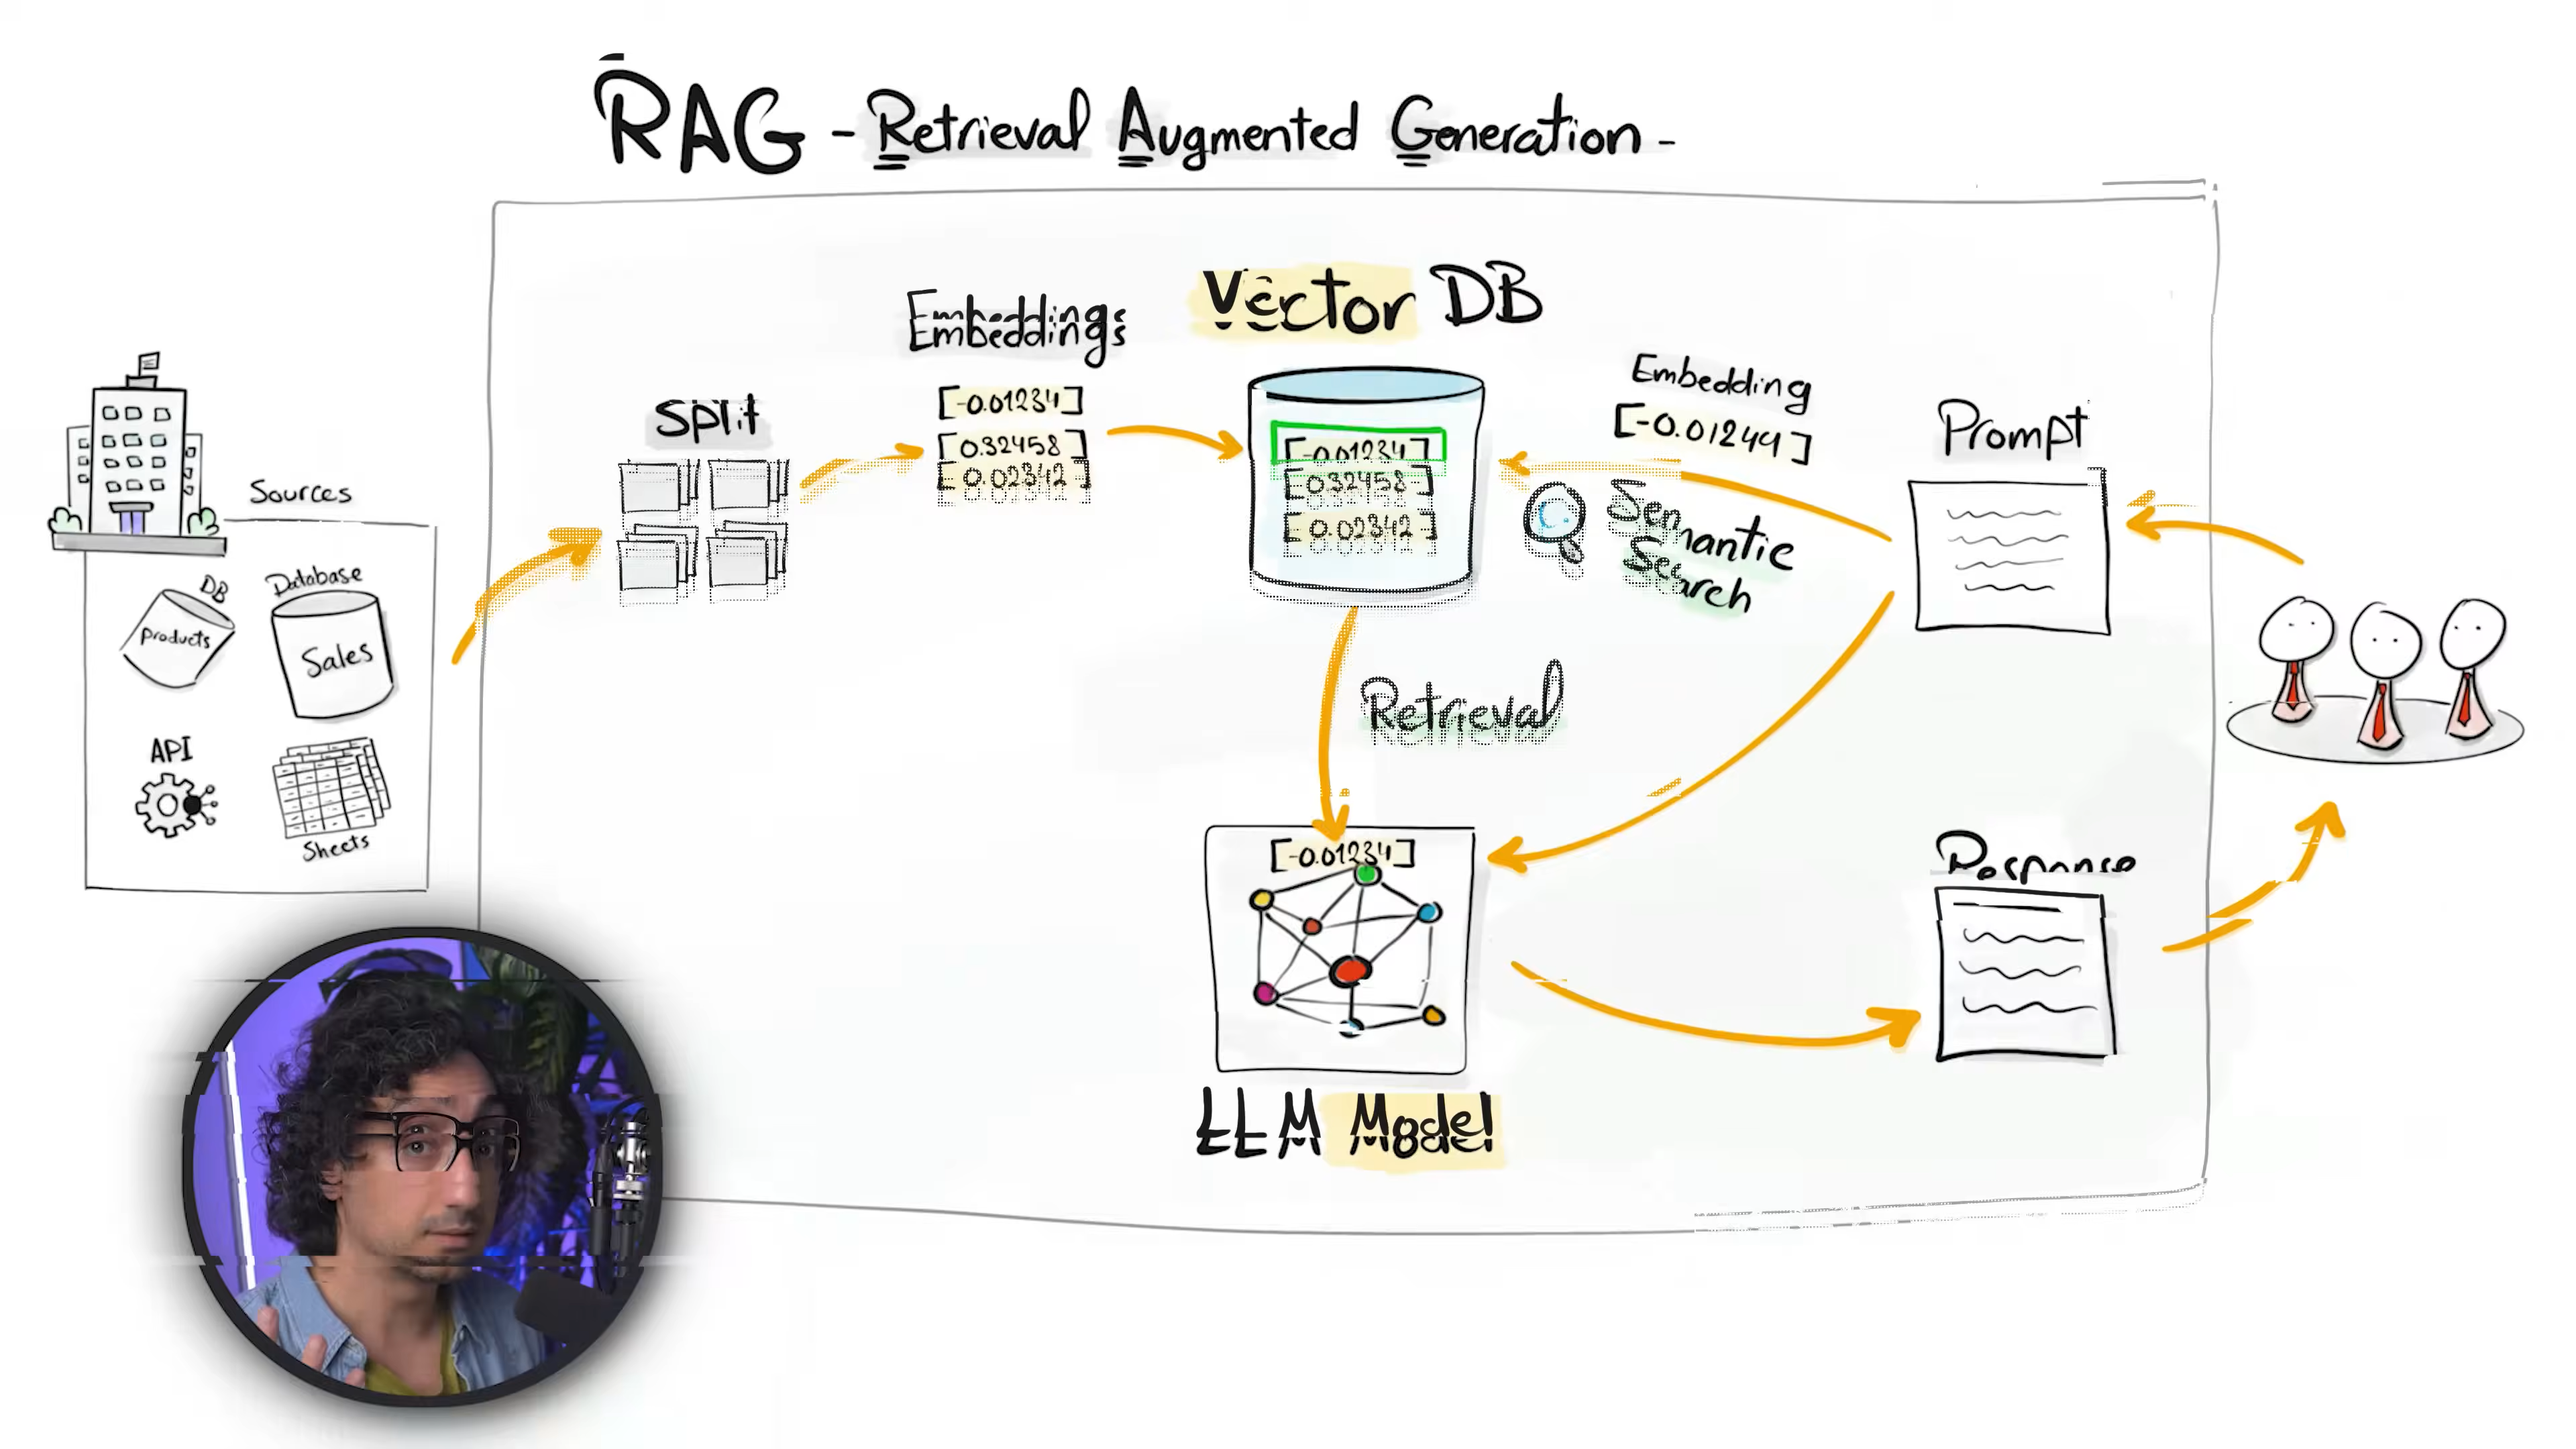 RAG - Retrieval Augmented Generation -
Sources
DB
Products
Database
Sales
API
Sheets
Split
Embeddings
[-0.01234]
[0.32458]
[-0.02342]
Vector DB
[-0.01234]
[0.32458]
[-0.02342]
Embedding
[-0.01244]
Semantic
Search
Prompt
Retrieval
[-0.01234]
LLM Model
Response